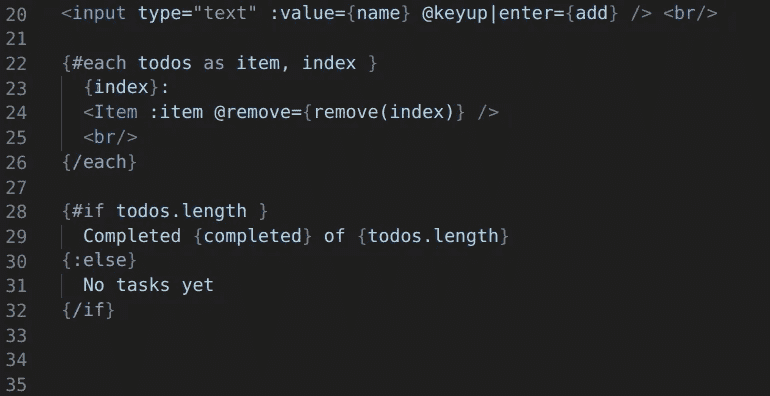 20 <input type="text" :value={name} @keyup|enter={add} /> <br/>
21
22 {#each todos as item, index }
23 {index}:
24 <Item :item @remove={remove(index)} />
25 <br/>
26 {/each}
27
28 {#if todos.length }
29 Completed {completed} of {todos.length}
30 {:else}
31 No tasks yet
32 {/if}
33
34
35